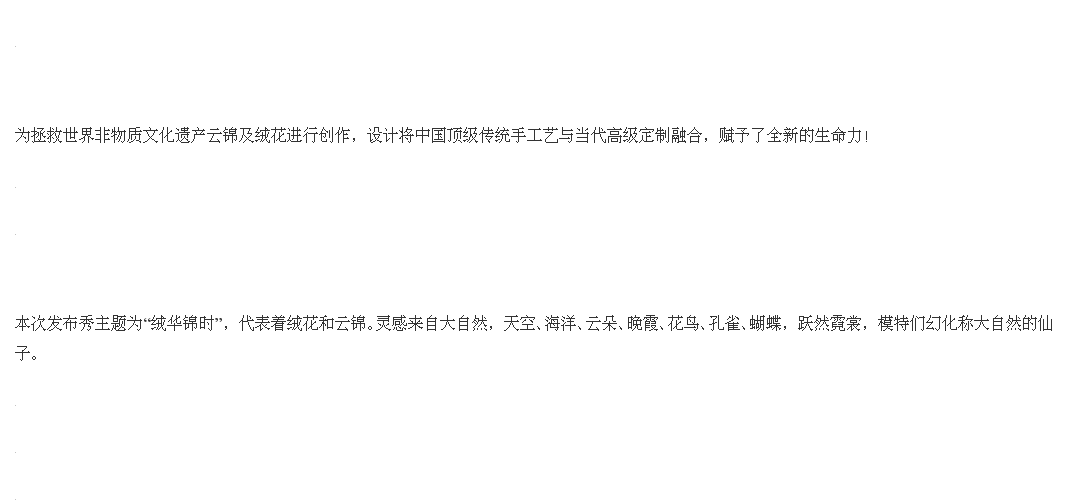 为拯救世界非物质文化遗产云锦及绒花进行创作，设计将中国顶级传统手工艺与当代高级定制融合，赋予了全新的生命力！
本次发布秀主题为“绒华锦时”，代表着绒花和云锦。灵感来自大自然，天空、海洋、云朵、晚霞、花鸟、孔雀、蝴蝶，跃然霓裳，模特们幻化称大自然的仙
子。